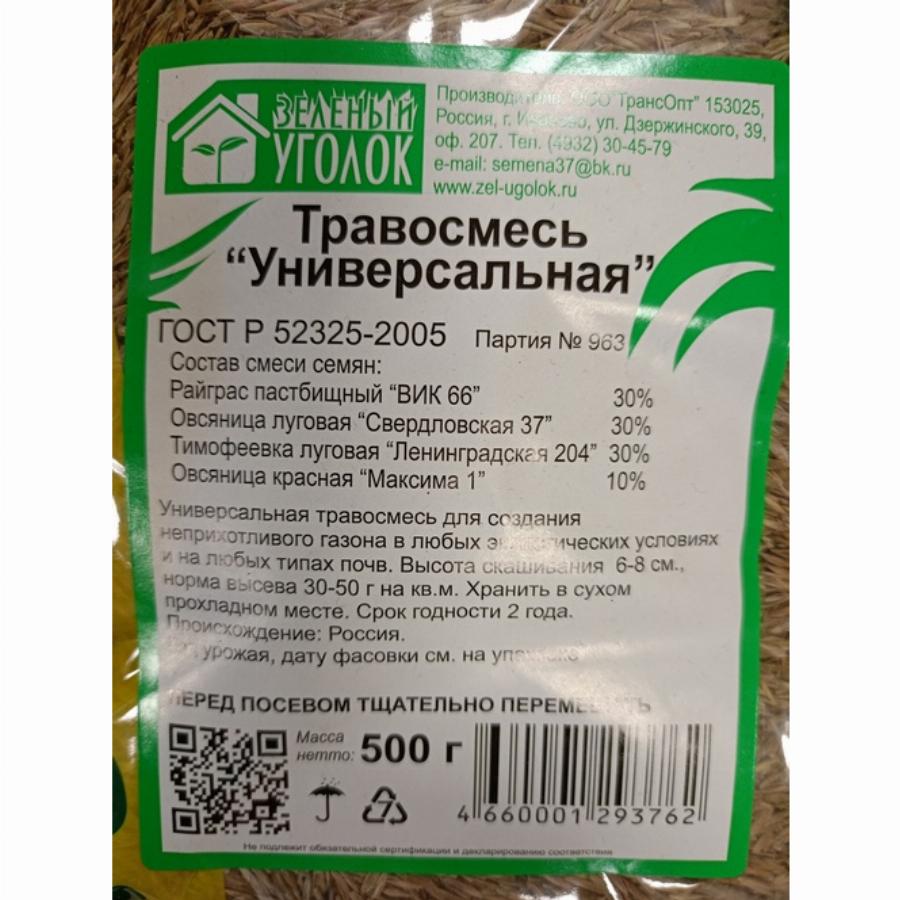 ЗЕЛЕНЫЙ
УГОЛОК
Производитель: ООО "ТрансОпт" 153025,
Россия, г. Иваново, ул. Дзержинского, 39,
оф. 207. Тел. (4932) 30-45-79
e-mail: semena37@bk.ru
www.zel-ugolok.ru
Травосмесь
"Универсальная"
ГОСТ Р 52325-2005 Партия № 963
Состав смеси семян:
Райграс пастбищный "ВИК 66" 30%
Овсяница луговая "Свердловская 37" 30%
Тимофеевка луговая "Ленинградская 204" 30%
Овсяница красная "Максима 1" 10%
Универсальная травосмесь для создания
неприхотливого газона в любых условиях
и на любых типах почв. Высота скашивания 6-8 см.,
норма высева 30-50 г на кв.м. Хранить в сухом
прохладном месте. Срок годности 2 года.
Происхождение: Россия.
урожая, дату фасовки см. на упаковке
ПЕРЕД ПОСЕВОМ ТЩАТЕЛЬНО ПЕРЕМЕШАТЬ
Масса
нетто: 500 г
7
4 660001 293762
Не подлежит обязательной сертификации и декларированию соответствия